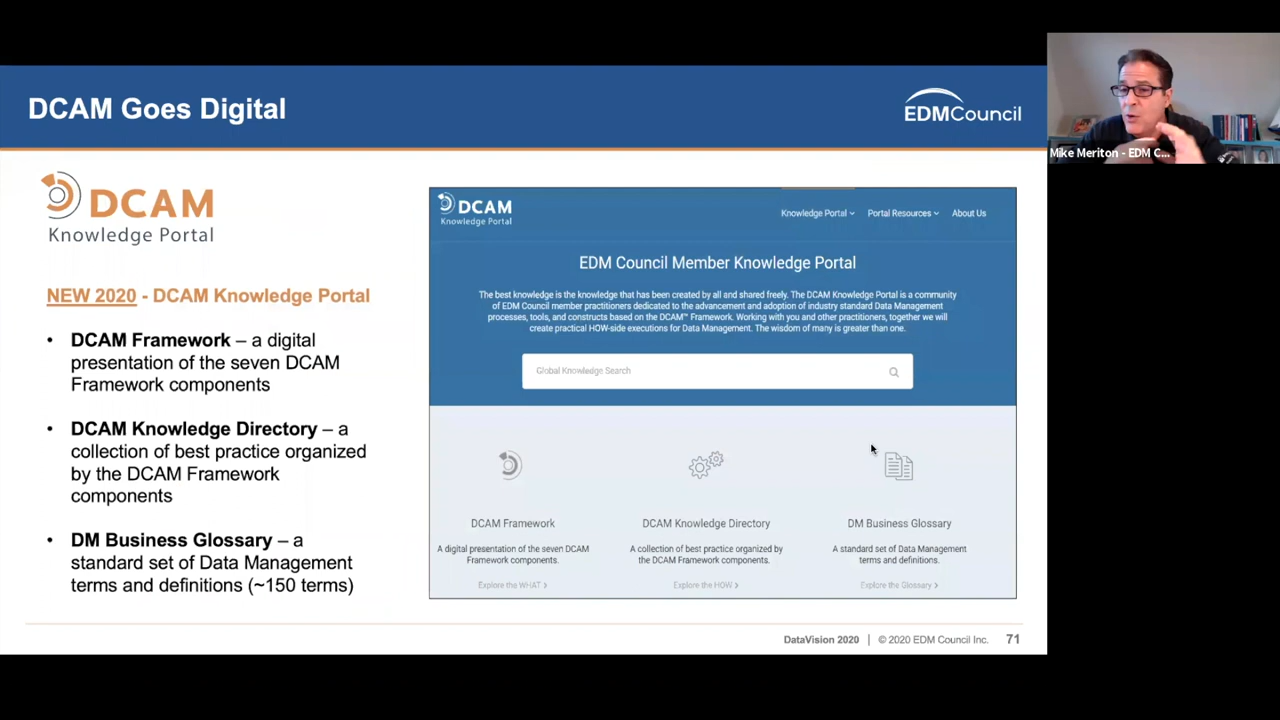 DCAM Goes Digital
EDMCouncil
Mike Meriton - EDM C...
DCAM
Knowledge Portal
NEW 2020 - DCAM Knowledge Portal
• DCAM Framework – a digital
presentation of the seven DCAM
Framework components
• DCAM Knowledge Directory – a
collection of best practice organized
by the DCAM Framework
components
• DM Business Glossary – a
standard set of Data Management
terms and definitions (~150 terms)
DCAM
Knowledge Portal
Knowledge Portal
Portal Resources
About Us
EDM Council Member Knowledge Portal
The best knowledge is the knowledge that has been created by all and shared freely. The DCAM Knowledge Portal is a community
of EDM Council member practitioners dedicated to the advancement and adoption of industry standard Data Management
processes, tools, and constructs based on the DCAM™ Framework. Working with you and other practitioners, together we will
create practical HOW-side executions for Data Management. The wisdom of many is greater than one.
Global Knowledge Search
DCAM Framework
A digital presentation of the seven DCAM
Framework components.
Explore the WHAT >
DCAM Knowledge Directory
A collection of best practice organized by
the DCAM Framework components.
Explore the HOW >
DM Business Glossary
A standard set of Data Management
terms and definitions.
Explore the Glossary >
DataVision 2020 | © 2020 EDM Council Inc. 71